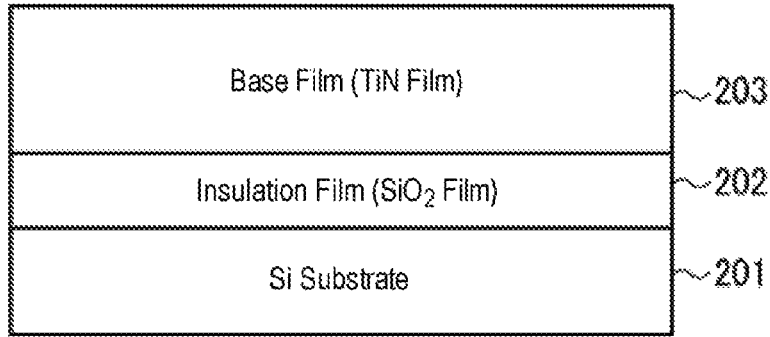 Base Film (TiN Film)
203
Insulation Film (SiO₂ Film)
202
Si Substrate
201